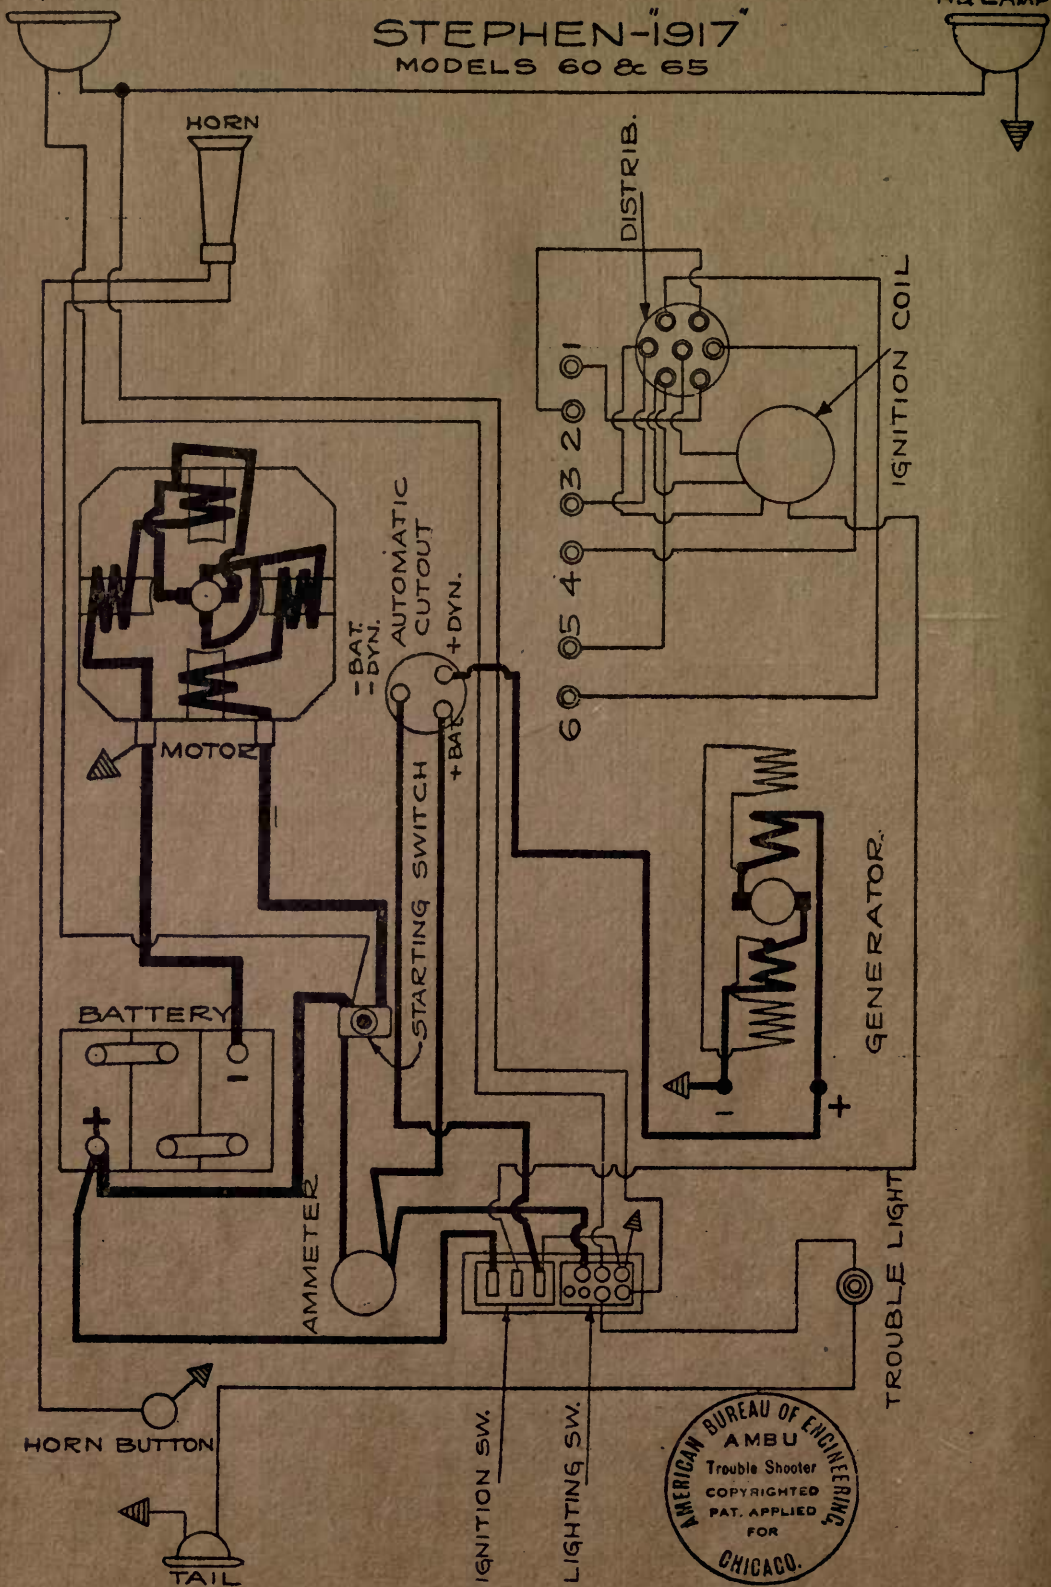 STEPHEN-"1917"
MODELS 60 & 65
HORN
DISTRIB.
IGNITION COIL
1
2
3
4
5
6
AUTOMATIC
CUTOUT
- BAT.
- DYN.
+ DYN.
+ BAT.
MOTOR
STARTING SWITCH
GENERATOR.
- +
BATTERY
+ -
AMMETER
TROUBLE LIGHT
HORN BUTTON
IGNITION SW.
LIGHTING SW.
TAIL
AMERICAN BUREAU OF ENGINEERING,
AMBU
Trouble Shooter
COPYRIGHTED
PAT. APPLIED
FOR
CHICAGO.